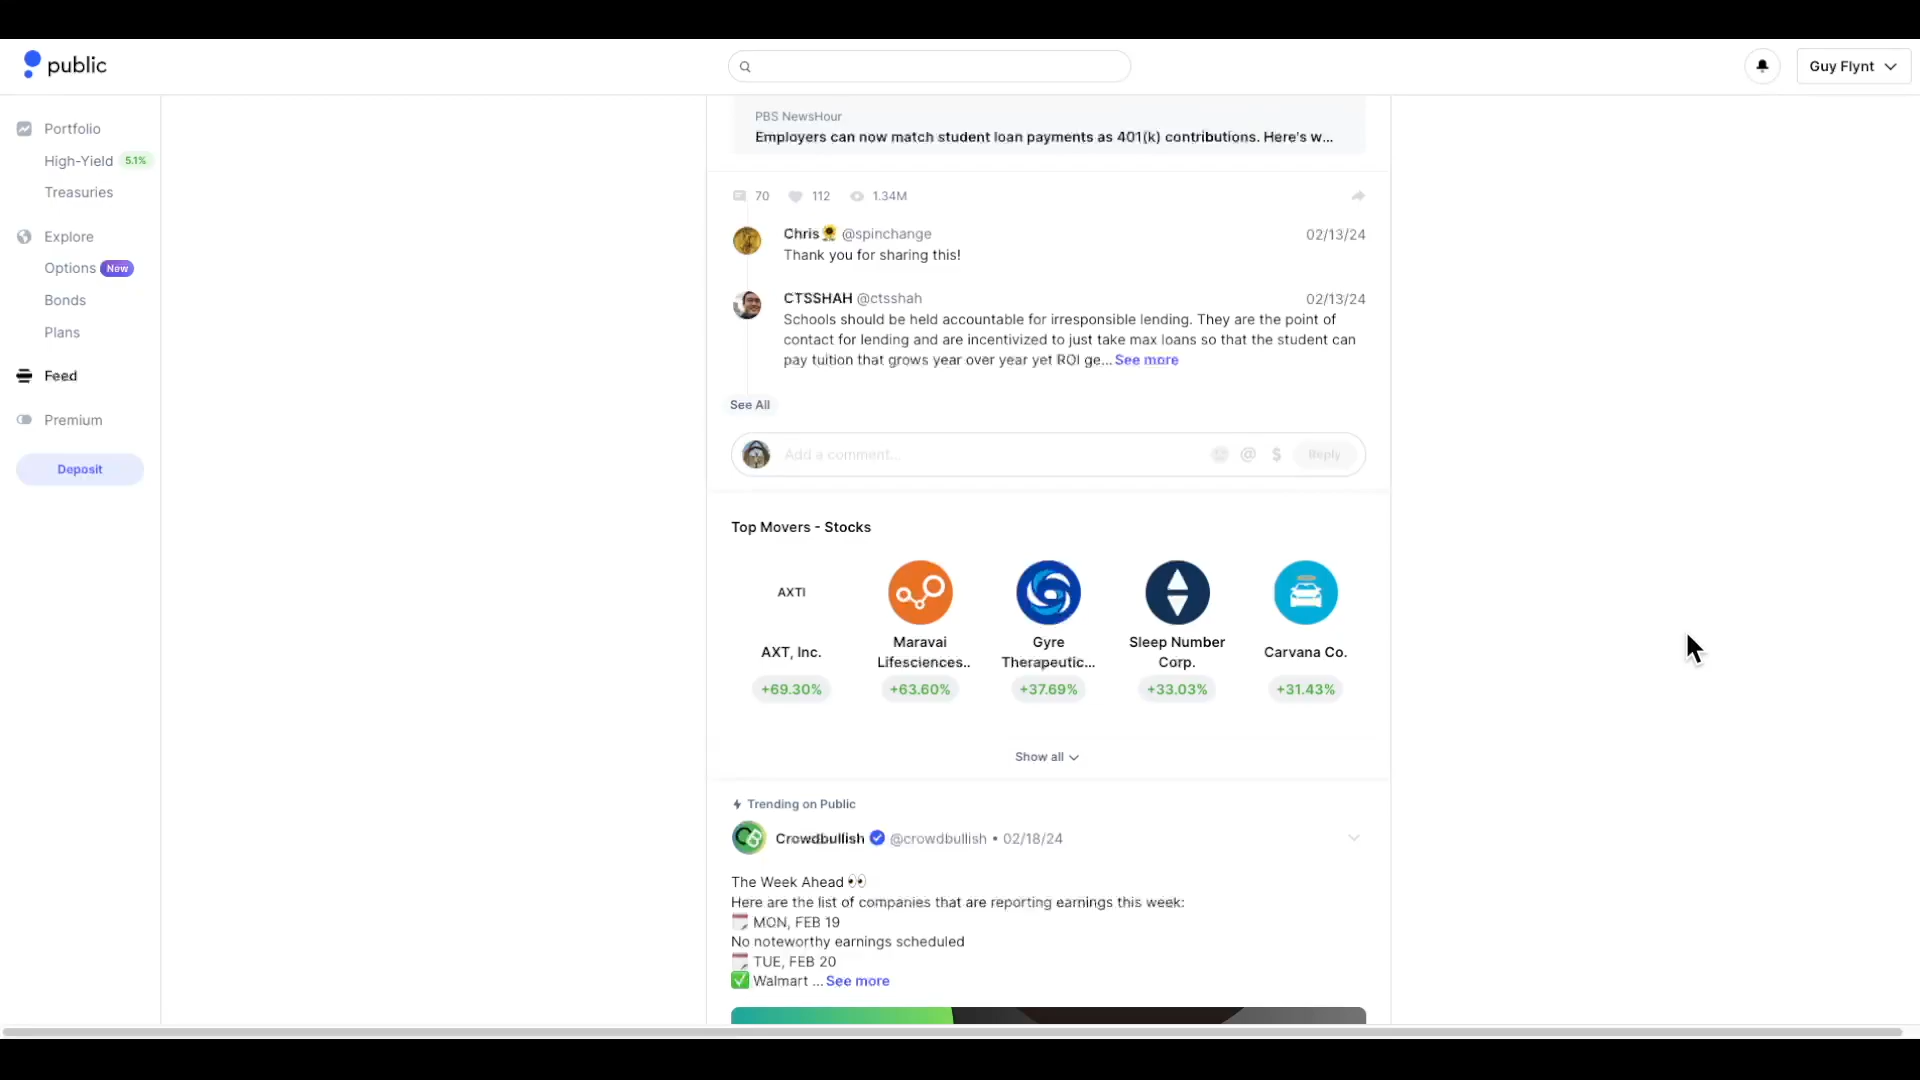 public
Guy Flynt
Portfolio
High-Yield 5.1%
Treasuries
Explore
Options New
Bonds
Plans
Feed
Premium
Deposit
PBS NewsHour
Employers can now match student loan payments as 401(k) contributions. Here's w...
70 112 1.34M
Chris🌻 @spinchange 02/13/24
Thank you for sharing this!
CTSSHAH @ctsshah 02/13/24
Schools should be held accountable for irresponsible lending. They are the point of
contact for lending and are incentivized to just take max loans so that the student can
pay tuition that grows year over year yet ROI ge... See more
See All
Add a comment... @ $ Reply
Top Movers - Stocks
AXTI
AXT, Inc.
+69.30%
Maravai
Lifesciences..
+63.60%
Gyre
Therapeutic...
+37.69%
Sleep Number
Corp.
+33.03%
Carvana Co.
+31.43%
Show all
Trending on Public
CB
Crowdbullish @crowdbullish • 02/18/24
The Week Ahead 👀
Here are the list of companies that are reporting earnings this week:
🗓️ MON, FEB 19
No noteworthy earnings scheduled
🗓️ TUE, FEB 20
✅ Walmart ... See more